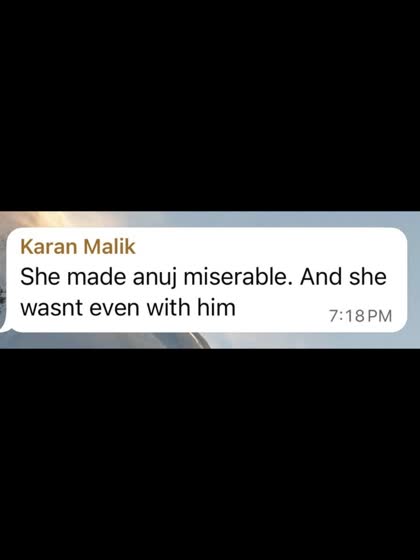 Karan Malik
She made anuj miserable. And she
wasnt even with him
7:18 PM